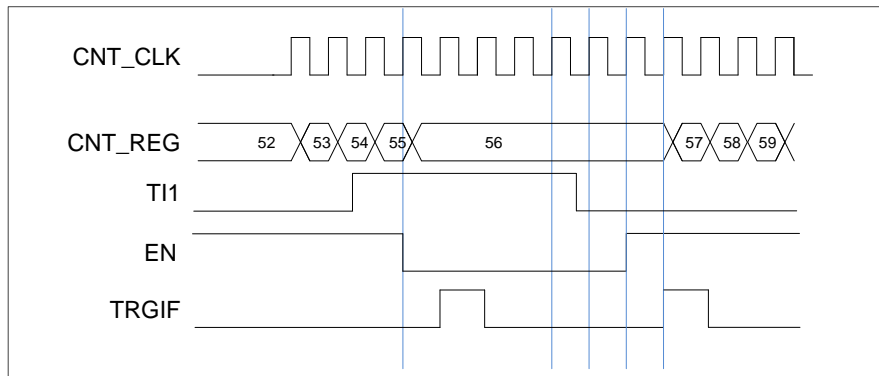 CNT_CLK
CNT_REG 52 53 54 55 56 57 58 59
TI1
EN
TRGIF